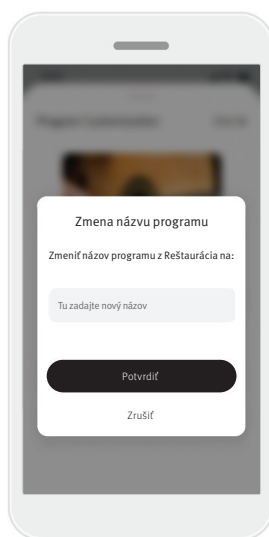 Zmena názvu programu
Zmeniť názov programu z Reštaurácia na:
Tu zadajte nový názov
Potvrdiť
Zrušiť